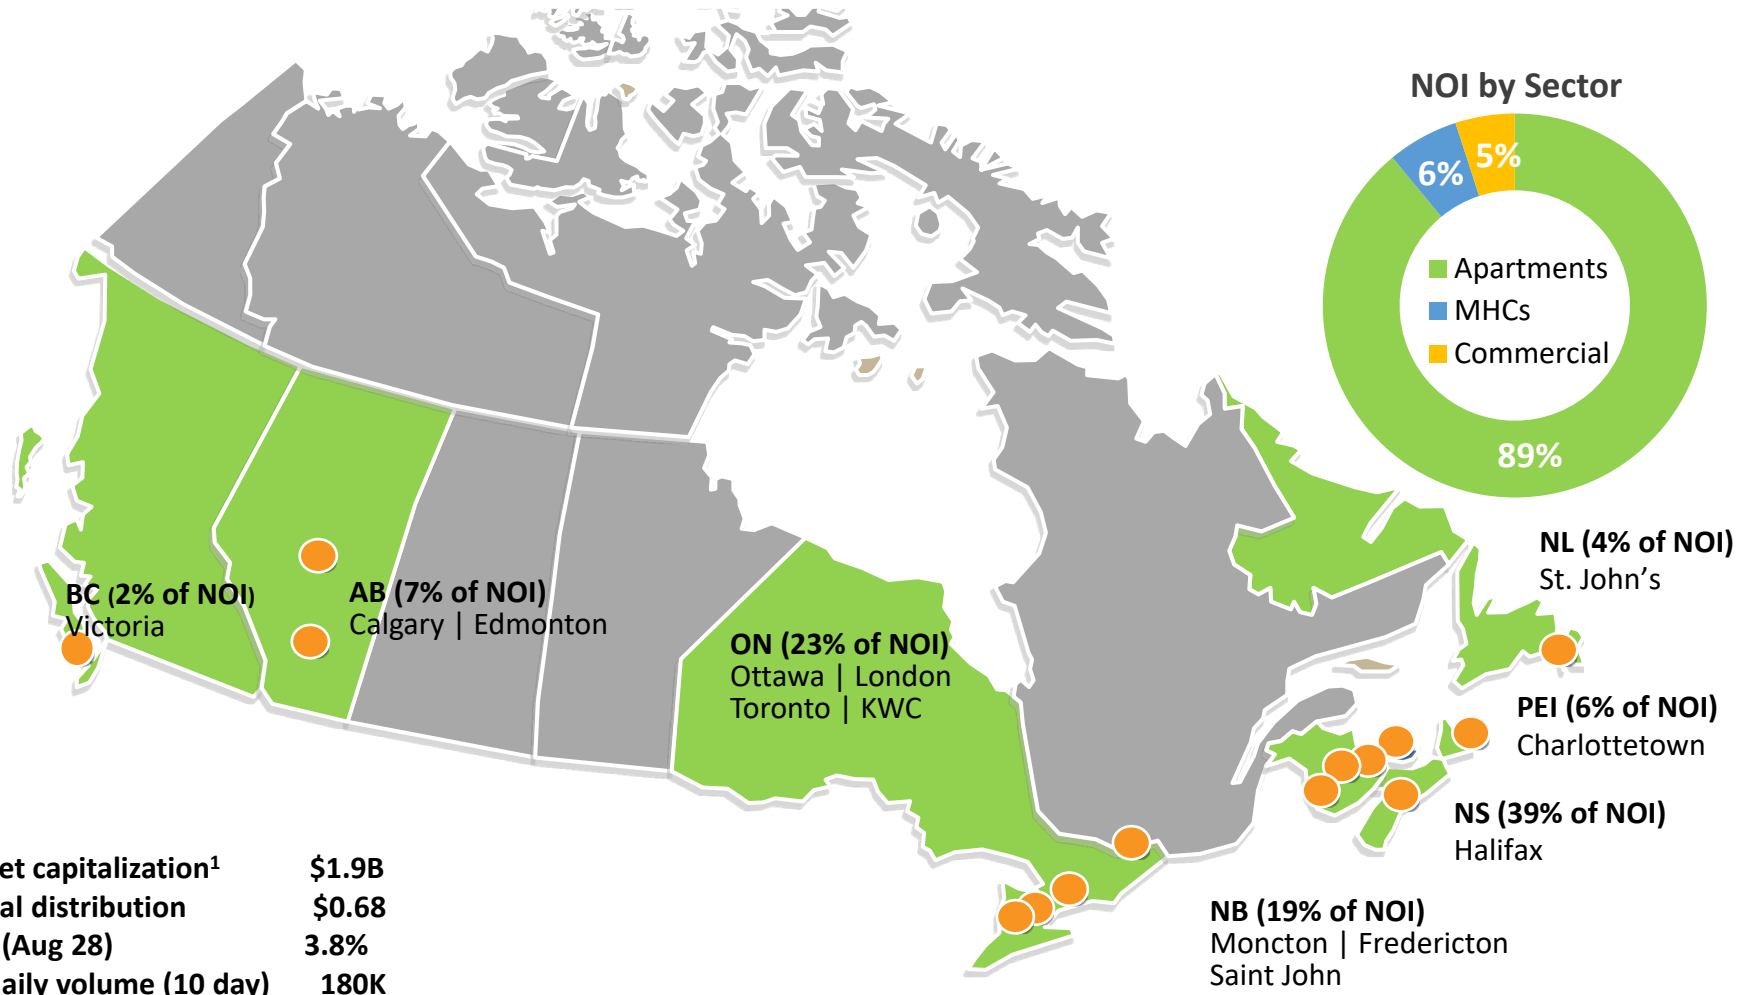 NOI by Sector
6%
5%
Apartments
MHCs
Commercial
89%
NL (4% of NOI)
St. John’s
BC (2% of NOI)
Victoria
AB (7% of NOI)
Calgary | Edmonton
ON (23% of NOI)
Ottawa | London
Toronto | KWC
PEI (6% of NOI)
Charlottetown
NS (39% of NOI)
Halifax
NB (19% of NOI)
Moncton | Fredericton
Saint John
et capitalization¹ $1.9B
al distribution $0.68
(Aug 28) 3.8%
aily volume (10 day) 180K